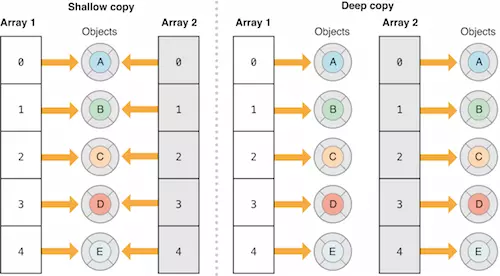 Shallow copy
Deep copy
Array 1
Objects
Array 2
Array 1
Objects
Array 2
Objects
0 A 0 0 A 0 A
1 B 1 1 B 1 B
2 C 2 2 C 2 C
3 D 3 3 D 3 D
4 E 4 4 E 4 E